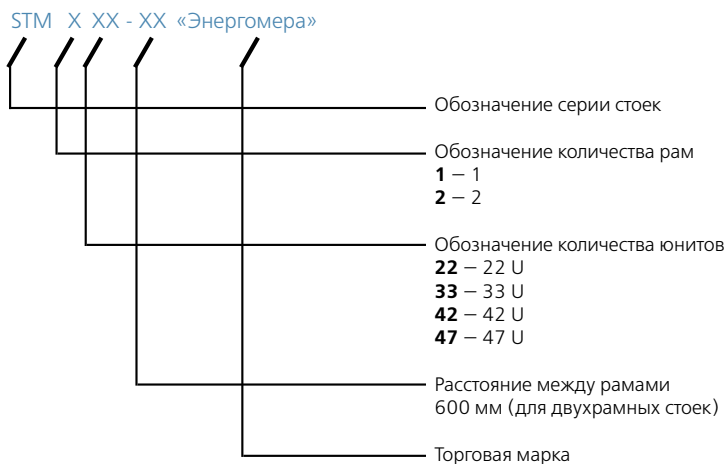 STM X XX - XX «Энергомера»
Обозначение серии стоек
Обозначение количества рам
1 — 1
2 — 2
Обозначение количества юнитов
22 — 22 U
33 — 33 U
42 — 42 U
47 — 47 U
Расстояние между рамами
600 мм (для двухрамных стоек)
Торговая марка